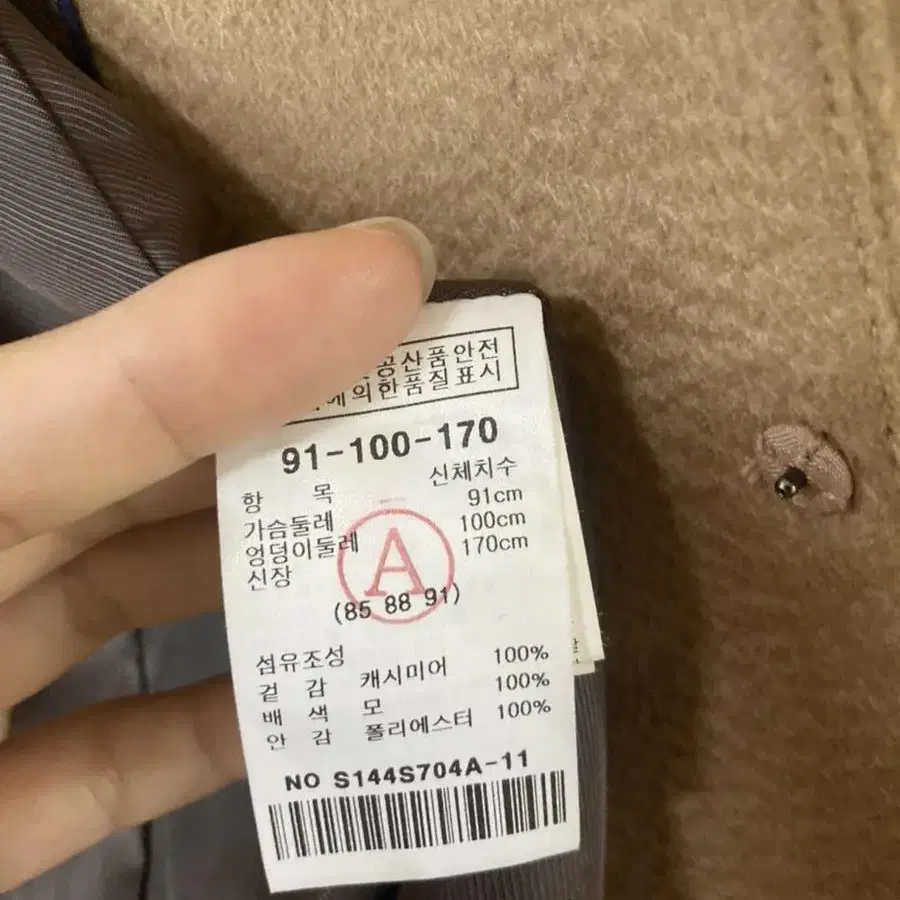 공산품안전
에의한품질표시
91-100-170
항 목 신체치수
가슴둘레 91cm
엉덩이둘레 100cm
신장 170cm
A
(85 88 91)
섬유조성
겉 감 캐시미어 100%
배 색 모 100%
안 감 폴리에스터 100%
NO S144S704A-11